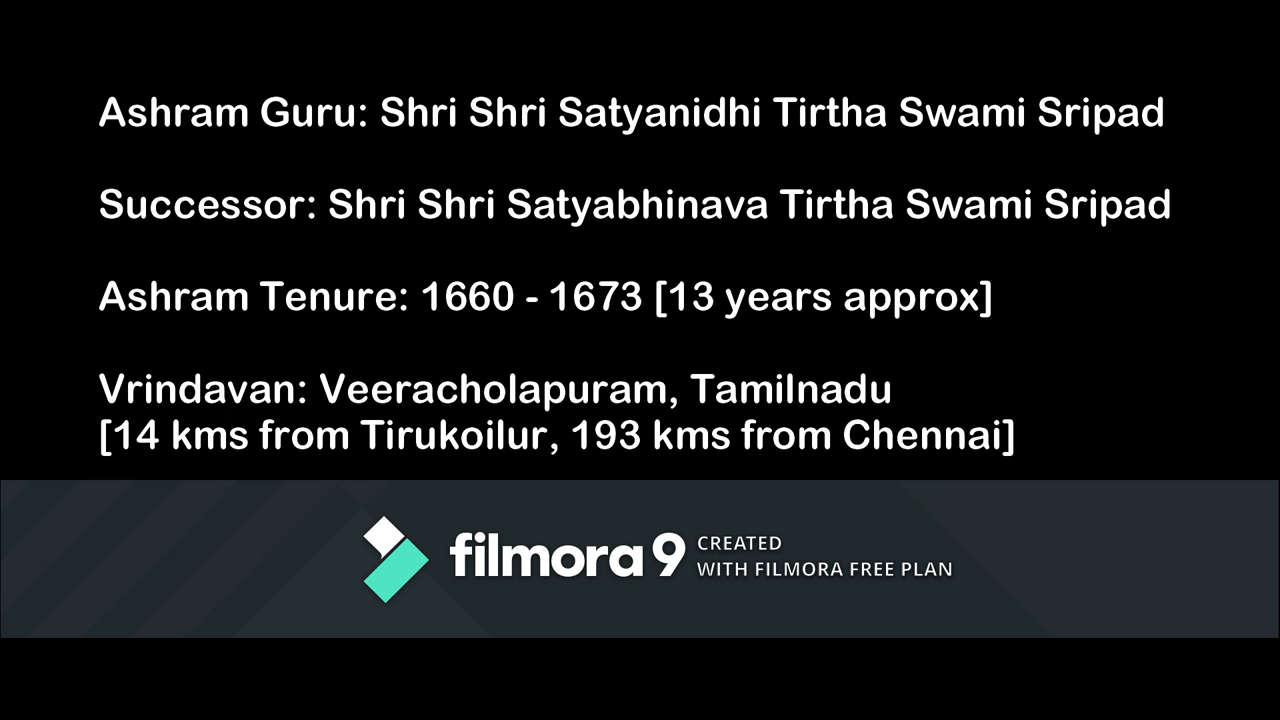 Ashram Guru: Shri Shri Satyanidhi Tirtha Swami Sripad
Successor: Shri Shri Satyabhinava Tirtha Swami Sripad
Ashram Tenure: 1660 - 1673 [13 years approx]
Vrindavan: Veeracholapuram, Tamilnadu
[14 kms from Tirukoilur, 193 kms from Chennai]
filmora 9
CREATED
WITH FILMORA FREE PLAN